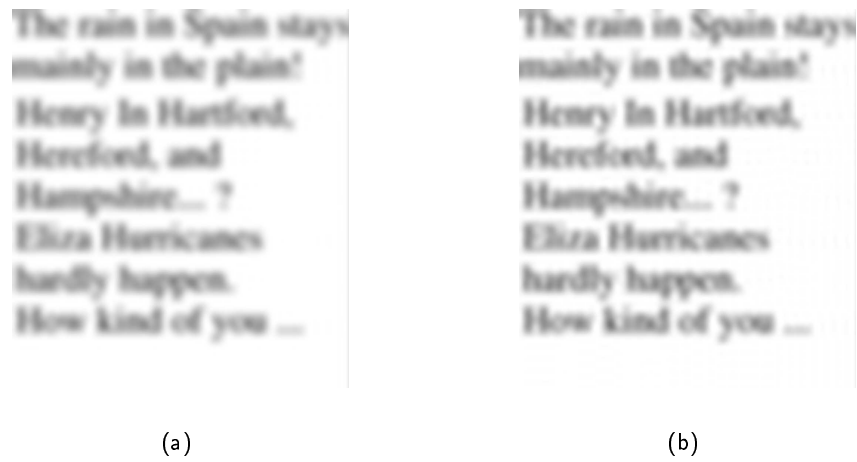 The rain in Spain stays
mainly in the plain!
Henry In Hartford,
Hereford, and
Hampshire... ?
Eliza Hurricanes
hardly happen.
How kind of you ...
(a)
The rain in Spain stays
mainly in the plain!
Henry In Hartford,
Hereford, and
Hampshire... ?
Eliza Hurricanes
hardly happen.
How kind of you ...
(b)